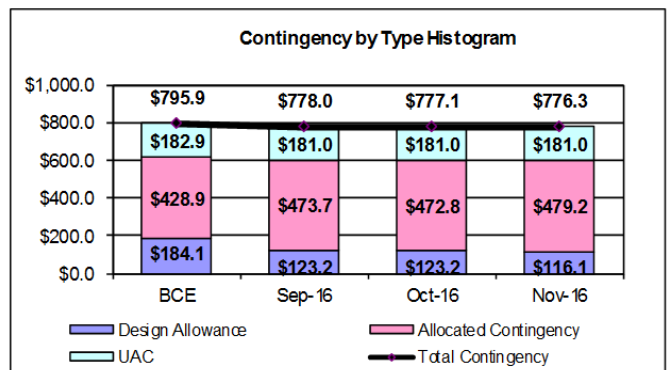 Contingency by Type Histogram
$1,000.0
$795.9 $778.0 $777.1 $776.3
$800.0
$182.9 $181.0 $181.0 $181.0
$600.0
$428.9 $473.7 $472.8 $479.2
$400.0
$200.0
$184.1 $123.2 $123.2 $116.1
$0.0
BCE Sep-16 Oct-16 Nov-16
Design Allowance Allocated Contingency
UAC Total Contingency